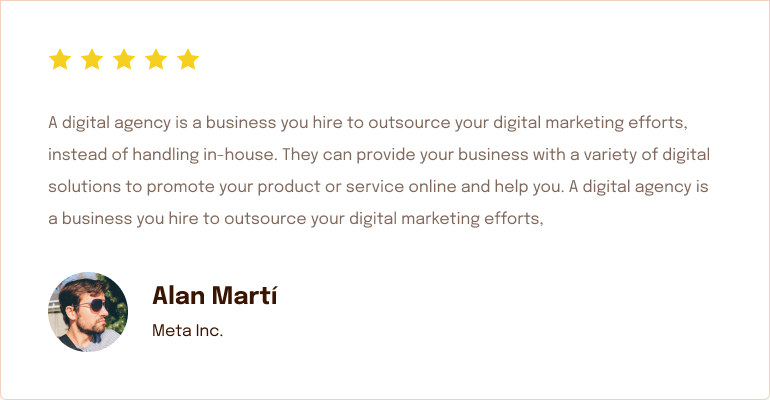 A digital agency is a business you hire to outsource your digital marketing efforts,
instead of handling in-house. They can provide your business with a variety of digital
solutions to promote your product or service online and help you. A digital agency is
a business you hire to outsource your digital marketing efforts,
Alan Martí
Meta Inc.